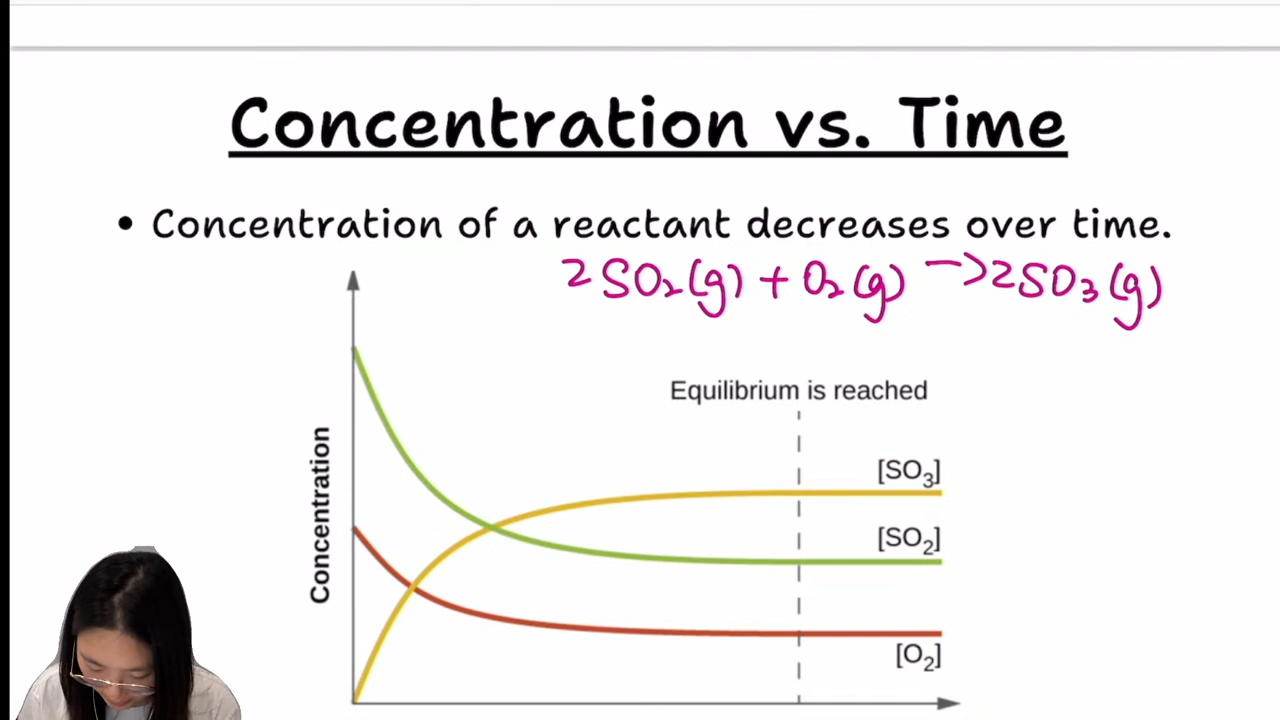 Concentration vs. Time
• Concentration of a reactant decreases over time.
2SO₂(g) + O₂(g) → 2SO₃(g)
Equilibrium is reached
Concentration
[SO₃]
[SO₂]
[O₂]